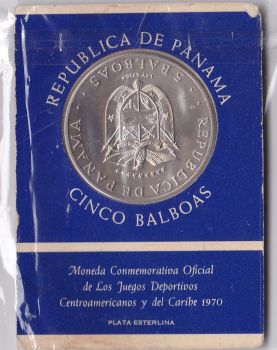 REPUBLICA DE PANAMA
5 BALBOAS
REPUBLICA DE PANAMA
CINCO BALBOAS
Moneda Conmemorativa Oficial
de Los Juegos Deportivos
Centroamericanos y del Caribe 1970
PLATA ESTERLINA